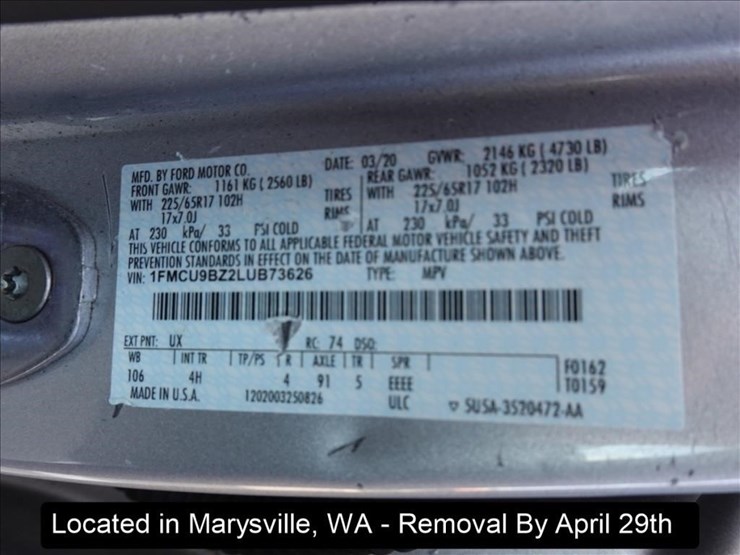 MFD. BY FORD MOTOR CO. DATE: 03/20 GVWR: 2146 KG ( 4730 LB)
FRONT GAWR: 1161 KG ( 2560 LB) REAR GAWR: 1052 KG ( 2320 LB)
WITH 225/65R17 102H TIRES WITH 225/65R17 102H TIRES
17x7.0J RIMS 17x7.0J RIMS
AT 230 kPa/ 33 PSI COLD AT 230 kPa/ 33 PSI COLD
THIS VEHICLE CONFORMS TO ALL APPLICABLE FEDERAL MOTOR VEHICLE SAFETY AND THEFT
PREVENTION STANDARDS IN EFFECT ON THE DATE OF MANUFACTURE SHOWN ABOVE.
VIN: 1FMCU9BZ2LUB73626 TYPE: MPV
EXT PNT: UX RC: 74 DSO:
WB INT TR TP/PS R AXLE TR SPR F0162
106 4H 4 91 5 EEEE T0159
MADE IN U.S.A. 1202003250826 ULC 5USA-3520472-AA
Located in Marysville, WA - Removal By April 29th